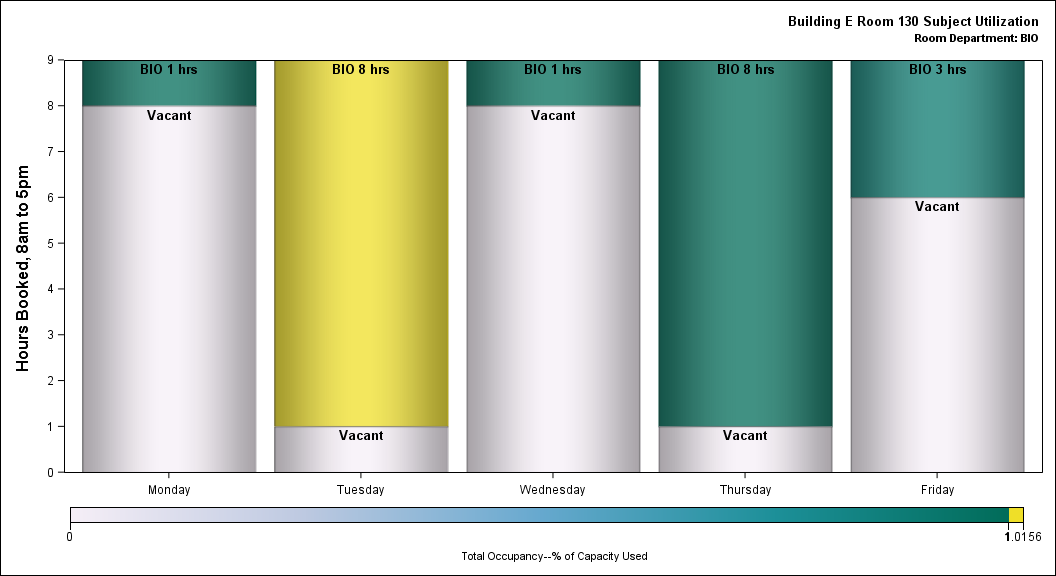 Building E Room 130 Subject Utilization
Room Department: BIO
Hours Booked, 8am to 5pm
9
8
7
6
5
4
3
2
1
0
BIO 1 hrs
BIO 8 hrs
BIO 1 hrs
BIO 8 hrs
BIO 3 hrs
Vacant
Vacant
Vacant
Vacant
Vacant
Monday
Tuesday
Wednesday
Thursday
Friday
0
1.0156
Total Occupancy--% of Capacity Used